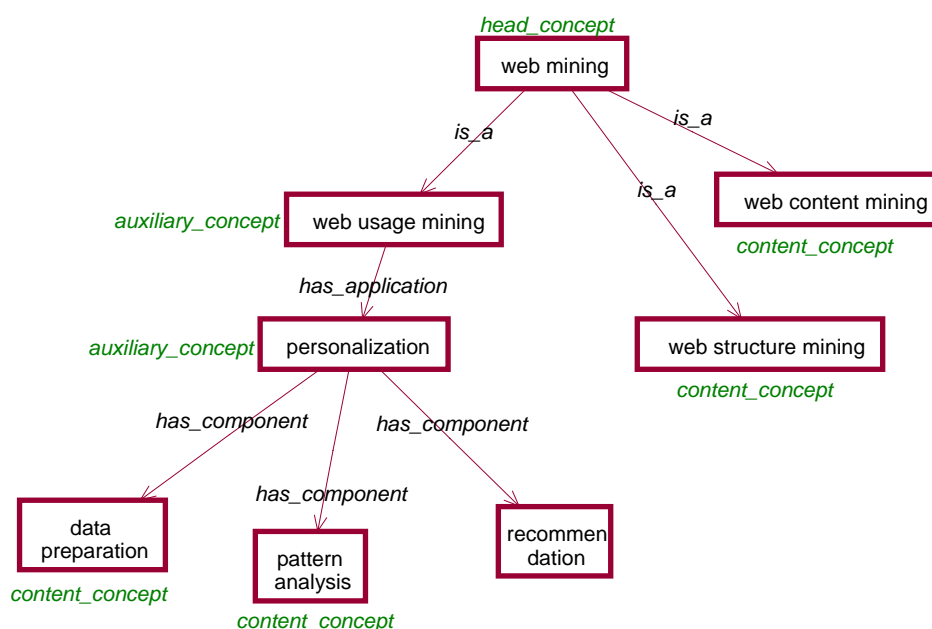 head_concept
web mining
is_a
is_a
is_a
web content mining
auxiliary_concept
web usage mining
content_concept
has_application
auxiliary_concept
personalization
web structure mining
content_concept
has_component
has_component
has_component
data
preparation
recommen
dation
pattern
analysis
content_concept
content_concept